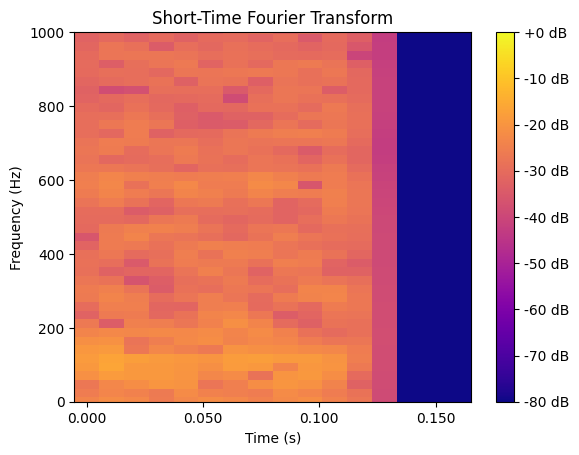 Short-Time Fourier Transform
1000
800
600
400
200
0
Frequency (Hz)
0.000
0.050
0.100
0.150
Time (s)
+0 dB
-10 dB
-20 dB
-30 dB
-40 dB
-50 dB
-60 dB
-70 dB
-80 dB